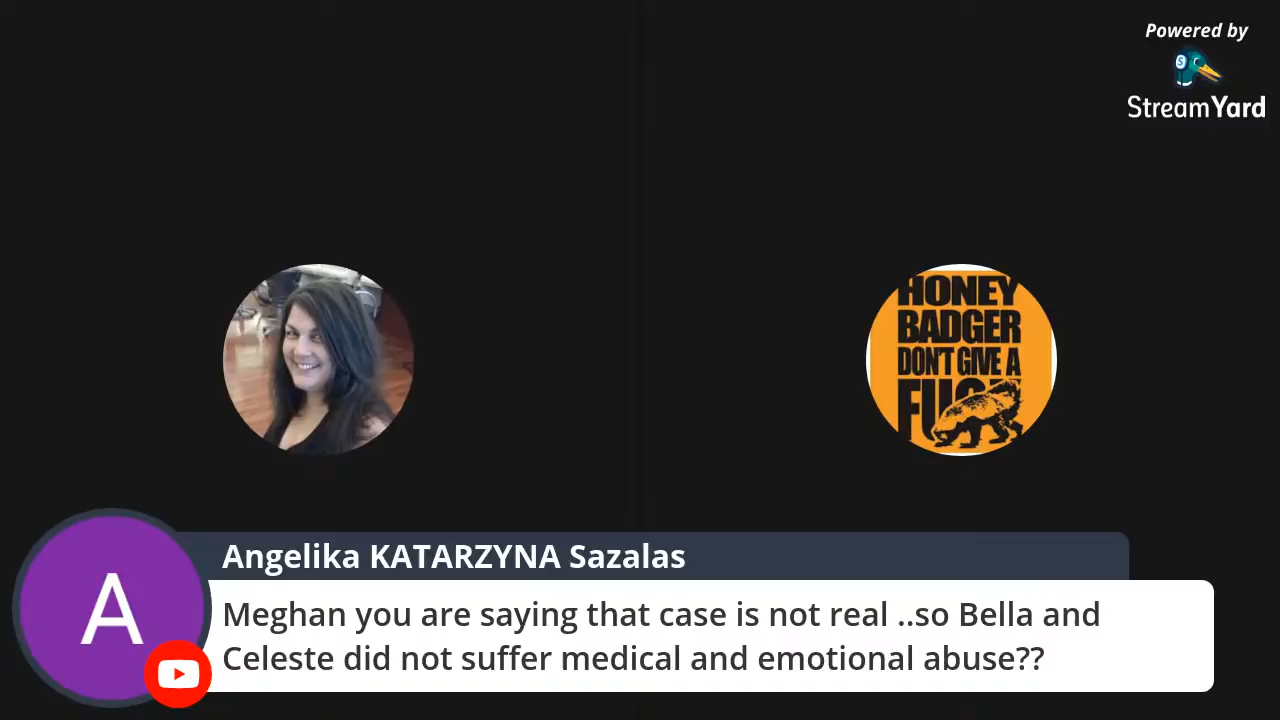 Powered by
StreamYard
HONEY
BADGER
DON'T GIVE A
Angelika KATARZYNA Sazalas
A
Meghan you are saying that case is not real ..so Bella and
Celeste did not suffer medical and emotional abuse??